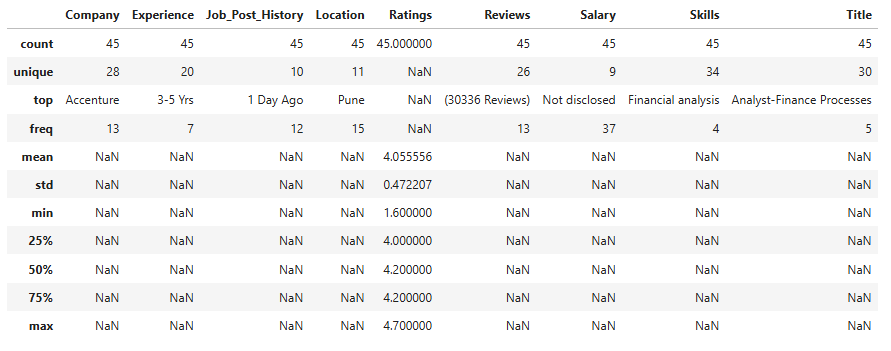 Company Experience Job_Post_History Location Ratings Reviews Salary Skills Title
count 45 45 45 45 45.000000 45 45 45 45
unique 28 20 10 11 NaN 26 9 34 30
top Accenture 3-5 Yrs 1 Day Ago Pune NaN (30336 Reviews) Not disclosed Financial analysis Analyst-Finance Processes
freq 13 7 12 15 NaN 13 37 4 5
mean NaN NaN NaN NaN 4.055556 NaN NaN NaN NaN
std NaN NaN NaN NaN 0.472207 NaN NaN NaN NaN
min NaN NaN NaN NaN 1.600000 NaN NaN NaN NaN
25% NaN NaN NaN NaN 4.000000 NaN NaN NaN NaN
50% NaN NaN NaN NaN 4.200000 NaN NaN NaN NaN
75% NaN NaN NaN NaN 4.200000 NaN NaN NaN NaN
max NaN NaN NaN NaN 4.700000 NaN NaN NaN NaN